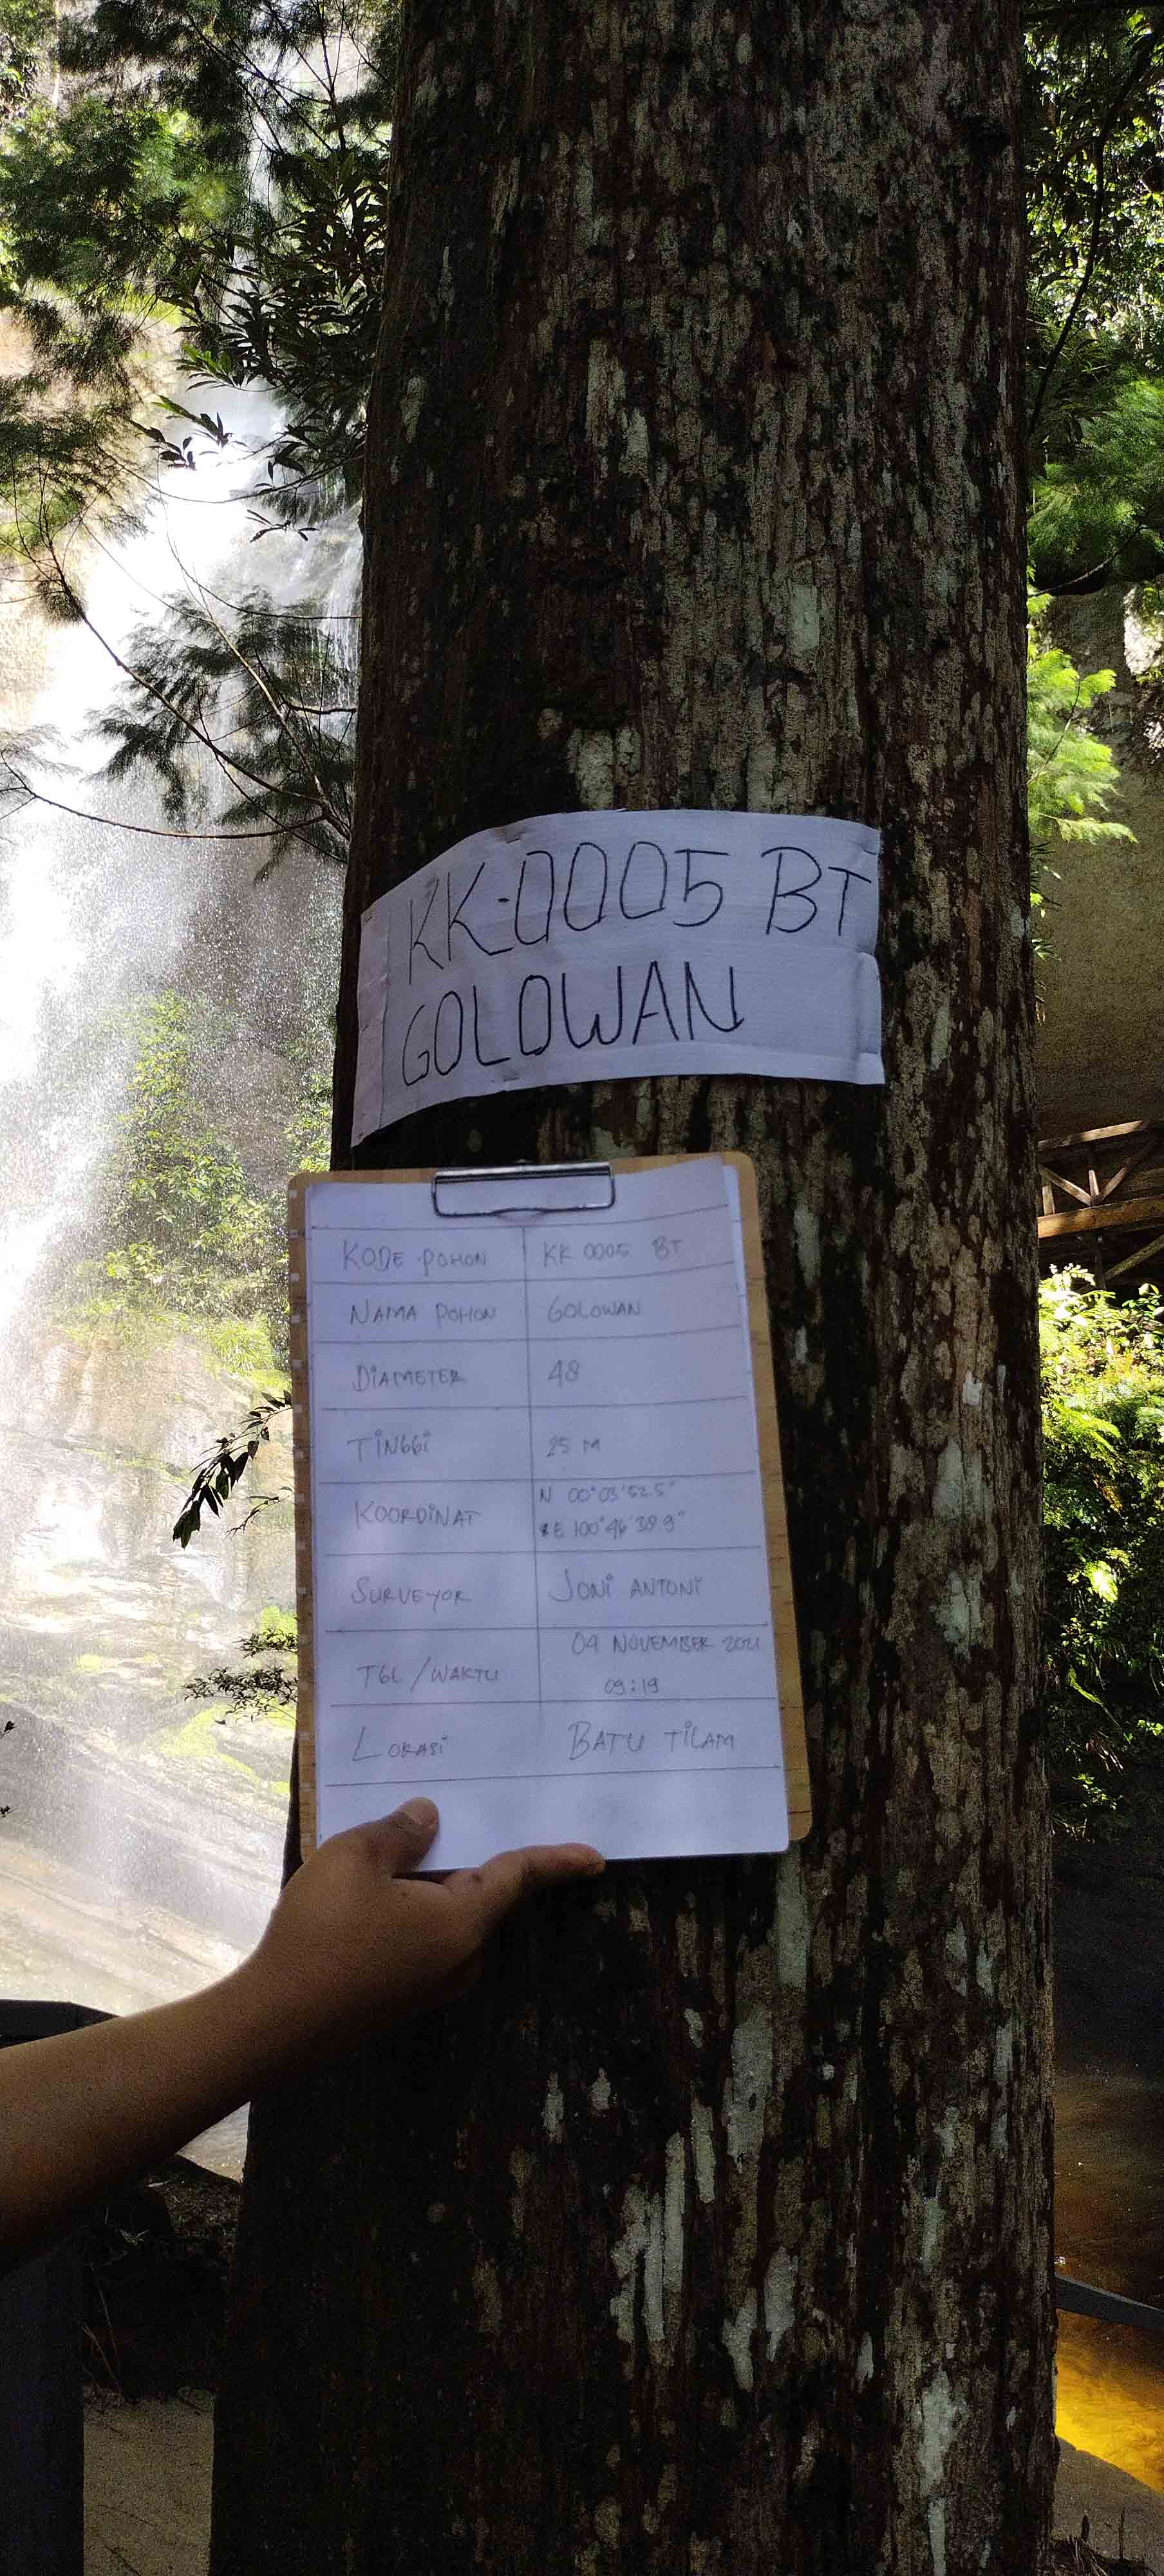 KK-0005 BT
GOLOWAN
KODE POHON KK 0005 BT
NAMA POHON GOLOWAN
DIAMETER 48
TINGGI 25 M
KOORDINAT N 00°03'52.5"
E 100°46'38.9"
SURVEYOR JONI ANTONI
TGL/WAKTU 04 NOVEMBER 2021
09:19
LOKASI BATU TILAM